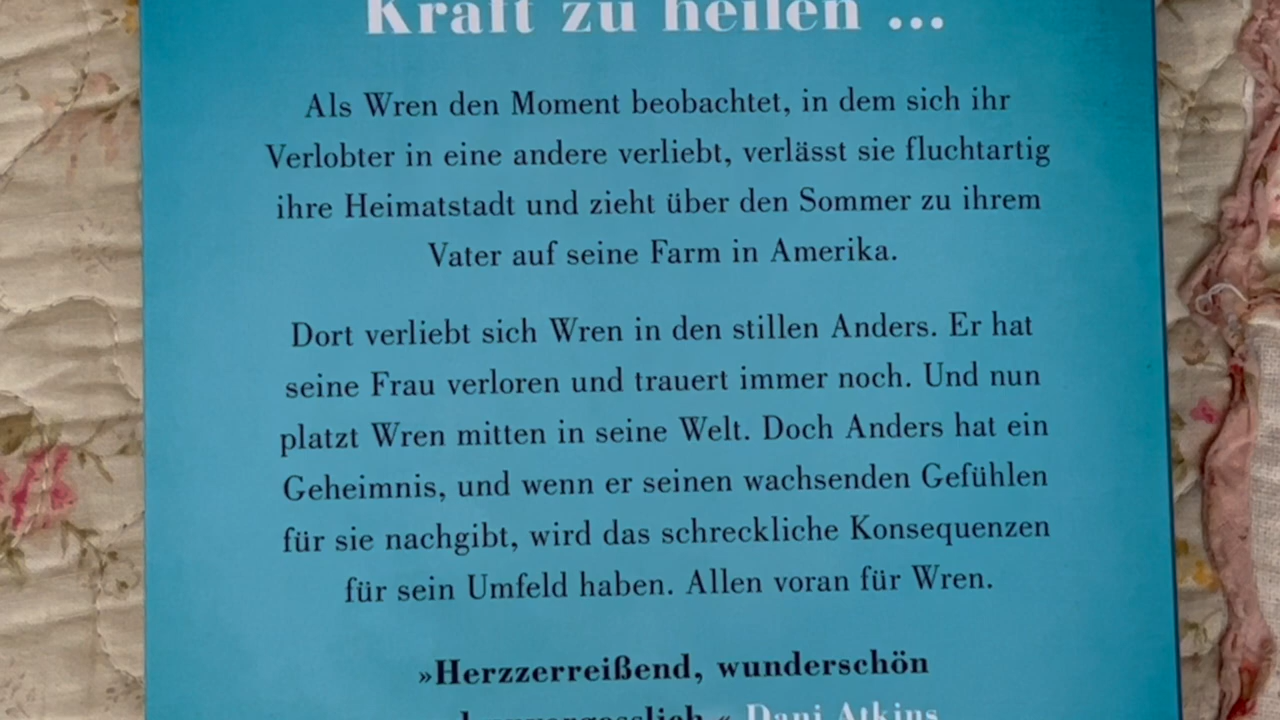 Kraft zu heilen ...
Als Wren den Moment beobachtet, in dem sich ihr
Verlobter in eine andere verliebt, verlässt sie fluchtartig
ihre Heimatstadt und zieht über den Sommer zu ihrem
Vater auf seine Farm in Amerika.
Dort verliebt sich Wren in den stillen Anders. Er hat
seine Frau verloren und trauert immer noch. Und nun
platzt Wren mitten in seine Welt. Doch Anders hat ein
Geheimnis, und wenn er seinen wachsenden Gefühlen
für sie nachgibt, wird das schreckliche Konsequenzen
für sein Umfeld haben. Allen voran für Wren.
»Herzzerreißend, wunderschön
Dani Atkins